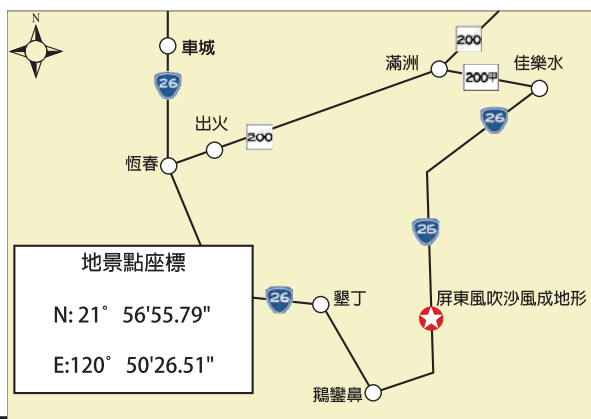 N
車城
200
滿洲
佳樂水
200甲
26
26
出火
200
恆春
26
地景點座標
N: 21° 56'55.79"
E:120° 50'26.51"
26
墾丁
屏東風吹沙風成地形
鵝鑾鼻